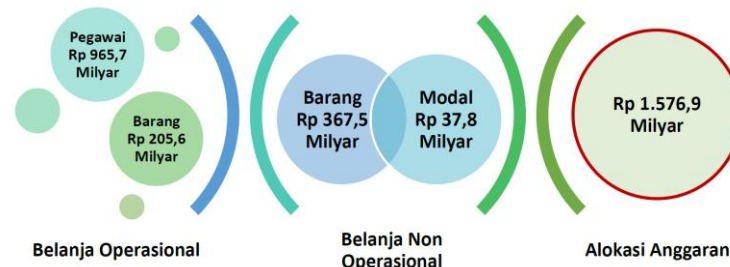 Pegawai
Rp 965,7
Milyar
Barang
Rp 205,6
Milyar
Belanja Operasional
Barang
Rp 367,5
Milyar
Modal
Rp 37,8
Milyar
Belanja Non
Operasional
Rp 1.576,9
Milyar
Alokasi Anggaran